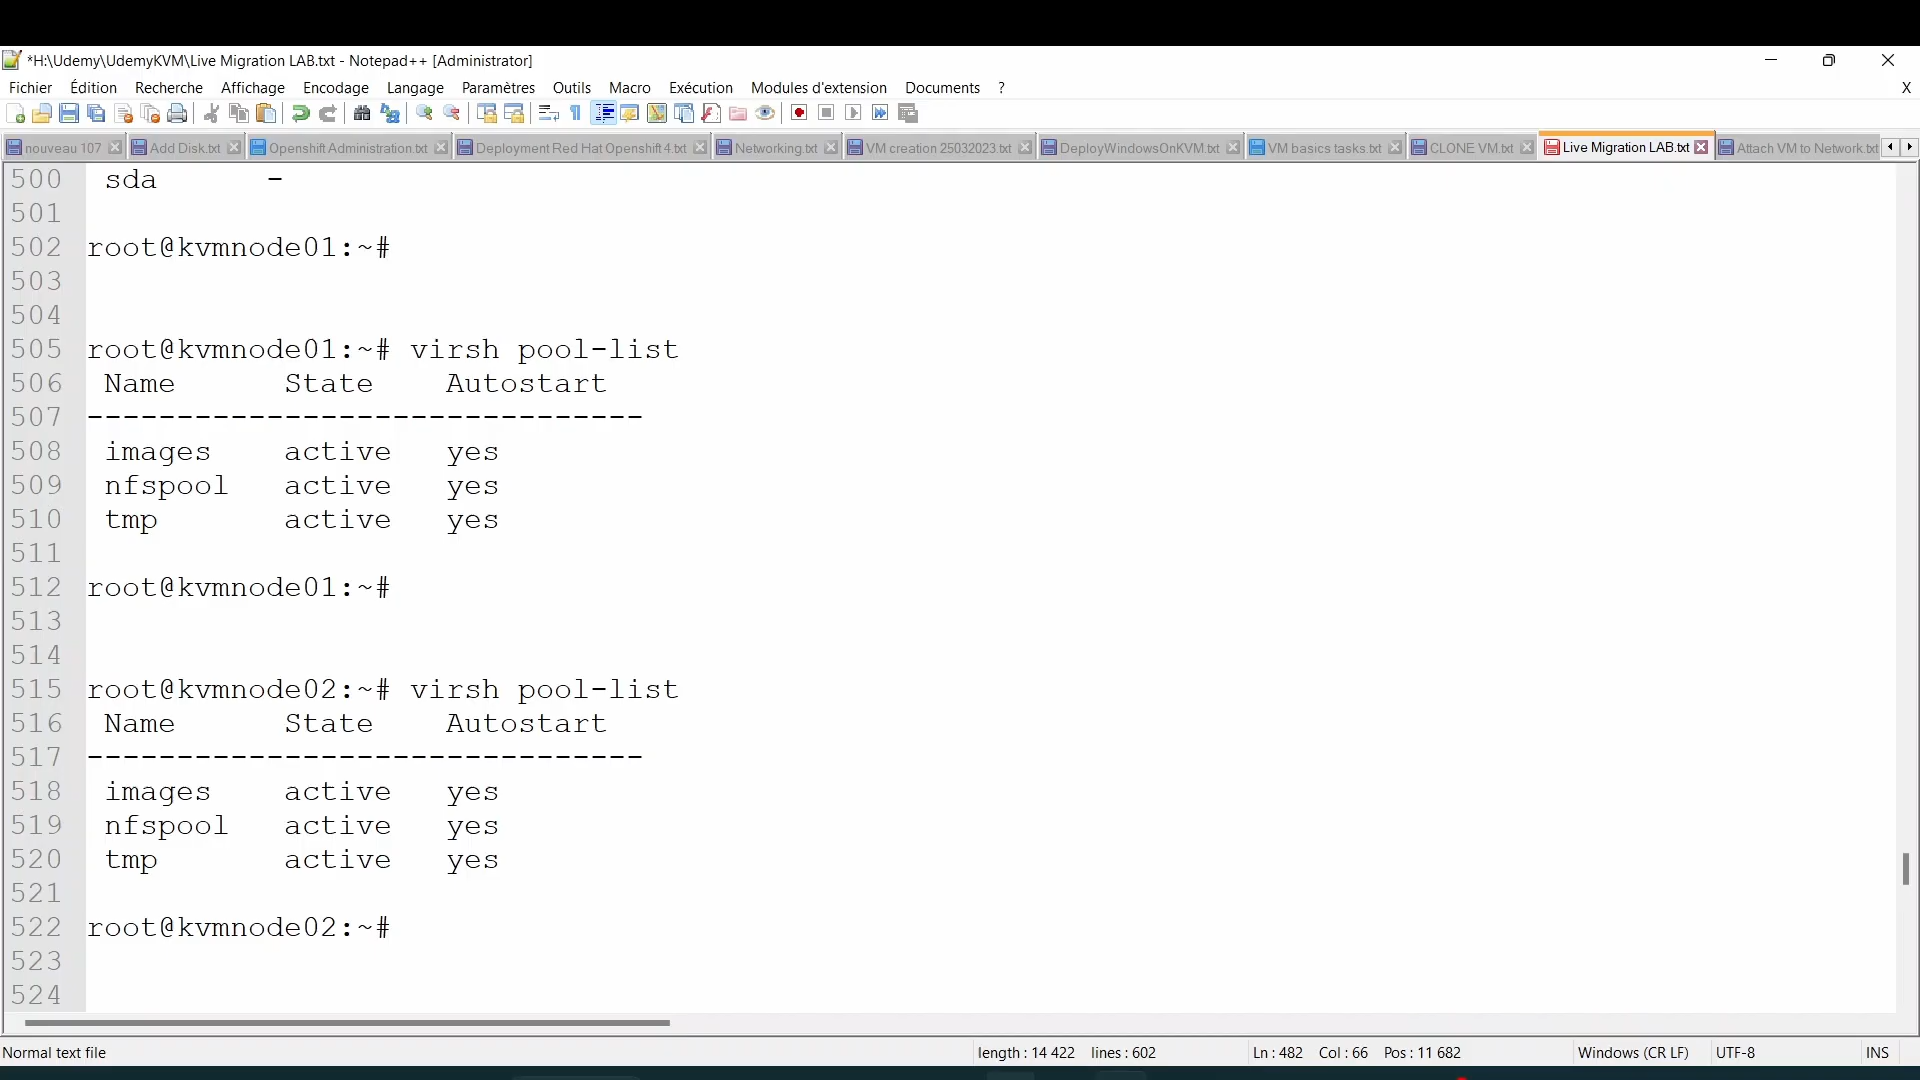 *H:\Udemy\UdemyKVM\Live Migration LAB.txt - Notepad++ [Administrator]
Fichier Édition Recherche Affichage Encodage Langage Paramètres Outils Macro Exécution Modules d'extension Documents ? X
nouveau 107 Add Disk.txt Openshift Administration.txt Deployment Red Hat Openshift 4.txt Networking.txt VM creation 25032023.txt DeployWindowsOnKVM.txt VM basics tasks.txt CLONE VM.txt Live Migration LAB.txt Attach VM to Network.txt
500 sda -
501
502 root@kvmnode01:~#
503
504
505 root@kvmnode01:~# virsh pool-list
506 Name State Autostart
507 -------------------------------
508 images active yes
509 nfspool active yes
510 tmp active yes
511
512 root@kvmnode01:~#
513
514
515 root@kvmnode02:~# virsh pool-list
516 Name State Autostart
517 -------------------------------
518 images active yes
519 nfspool active yes
520 tmp active yes
521
522 root@kvmnode02:~#
523
524
Normal text file length : 14 422 lines : 602 Ln : 482 Col : 66 Pos : 11 682 Windows (CR LF) UTF-8 INS